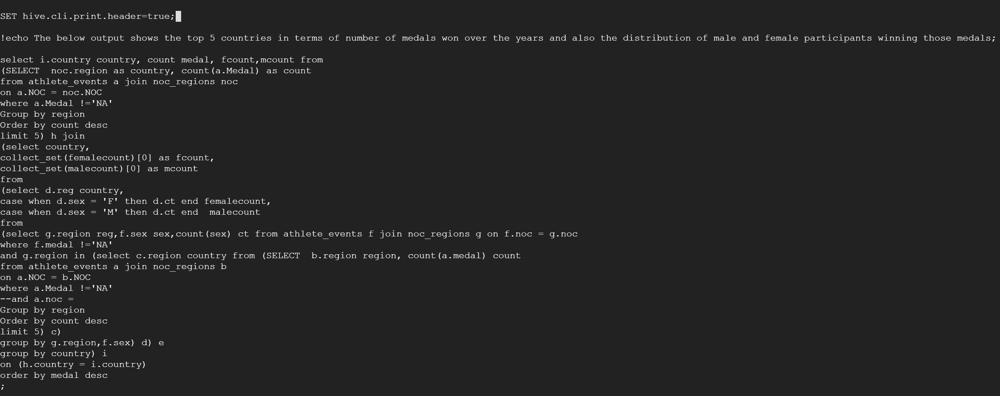 SET hive.cli.print.header=true;
!echo The below output shows the top 5 countries in terms of number of medals won over the years and also the distribution of male and female participants winning those medals;
select i.country country, count medal, fcount,mcount from
(SELECT  noc.region as country, count(a.Medal) as count
from athlete_events a join noc_regions noc
on a.NOC = noc.NOC
where a.Medal !='NA'
Group by region
Order by count desc
limit 5) h join
(select country,
collect_set(femalecount)[0] as fcount,
collect_set(malecount)[0] as mcount
from
(select d.reg country,
case when d.sex = 'F' then d.ct end femalecount,
case when d.sex = 'M' then d.ct end  malecount
from
(select g.region reg,f.sex sex,count(sex) ct from athlete_events f join noc_regions g on f.noc = g.noc
where f.medal !='NA'
and g.region in (select c.region country from (SELECT  b.region region, count(a.medal) count
from athlete_events a join noc_regions b
on a.NOC = b.NOC
where a.Medal !='NA'
--and a.noc =
Group by region
Order by count desc
limit 5) c)
group by g.region,f.sex) d) e
group by country) i
on (h.country = i.country)
order by medal desc
;